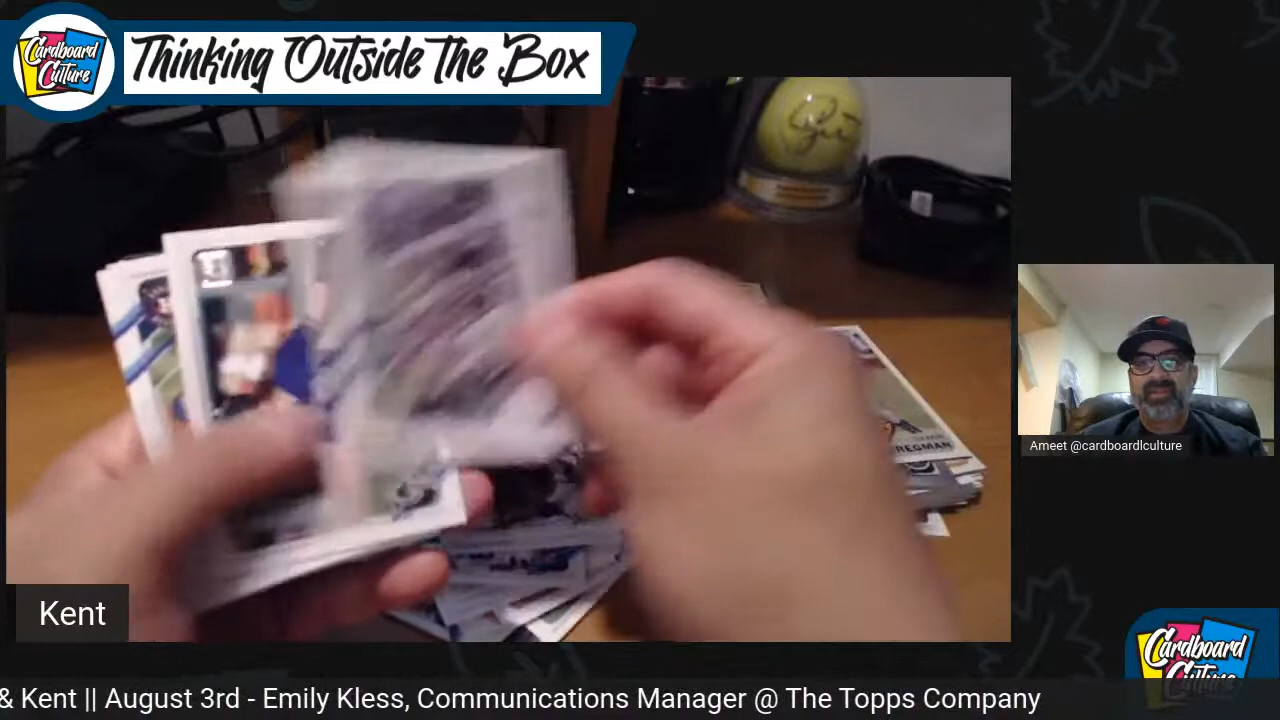 Cardboard
Culture
Thinking Outside The Box
REGMAN
Ameet @cardboardlculture
Kent
Cardboard
Culture
& Kent || August 3rd - Emily Kless, Communications Manager @ The Topps Company